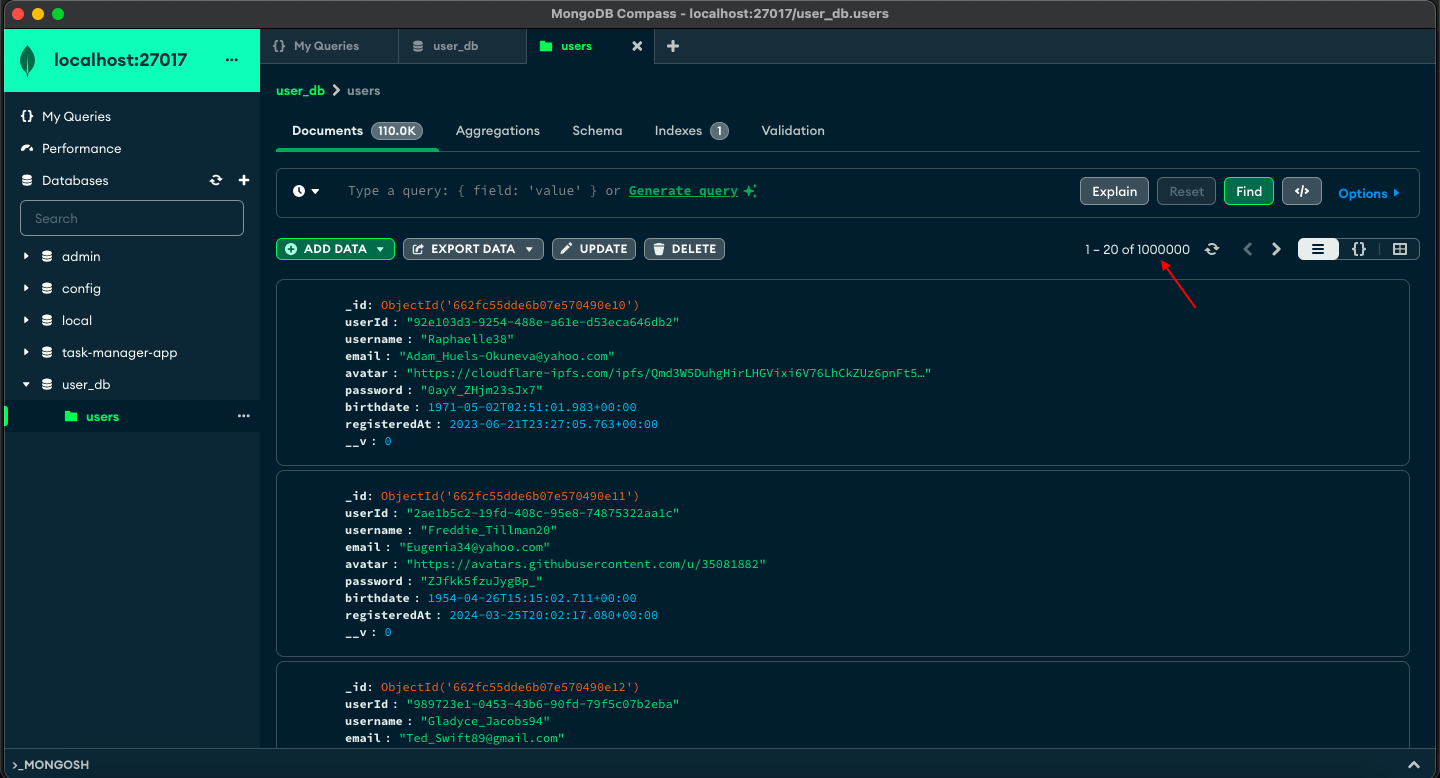 MongoDB Compass - localhost:27017/user_db.users
localhost:27017
My Queries
Performance
Databases
Search
admin
config
local
task-manager-app
user_db
users
{} My Queries
user_db
users
user_db > users
Documents 110.0K Aggregations Schema Indexes 1 Validation
Type a query: { field: 'value' } or Generate query
Explain Reset Find </> Options
ADD DATA EXPORT DATA UPDATE DELETE
1 – 20 of 1000000
_id: ObjectId('662fc55dde6b07e570490e10')
userId : "92e103d3-9254-488e-a61e-d53eca646db2"
username : "Raphaelle38"
email : "Adam_Huels-Okuneva@yahoo.com"
avatar : "https://cloudflare-ipfs.com/ipfs/Qmd3W5DuhgHirLHGVixi6V76LhCkZUz6pnFt5…"
password : "0ayY_ZHjm23sJx7"
birthdate : 1971-05-02T02:51:01.983+00:00
registeredAt : 2023-06-21T23:27:05.763+00:00
__v : 0
_id: ObjectId('662fc55dde6b07e570490e11')
userId : "2ae1b5c2-19fd-408c-95e8-74875322aa1c"
username : "Freddie_Tillman20"
email : "Eugenia34@yahoo.com"
avatar : "https://avatars.githubusercontent.com/u/35081882"
password : "ZJfkk5fzuJygBp_"
birthdate : 1954-04-26T15:15:02.711+00:00
registeredAt : 2024-03-25T20:02:17.080+00:00
__v : 0
_id: ObjectId('662fc55dde6b07e570490e12')
userId : "989723e1-0453-43b6-90fd-79f5c07b2eba"
username : "Gladyce_Jacobs94"
email : "Ted_Swift89@gmail.com"
>_MONGOSH